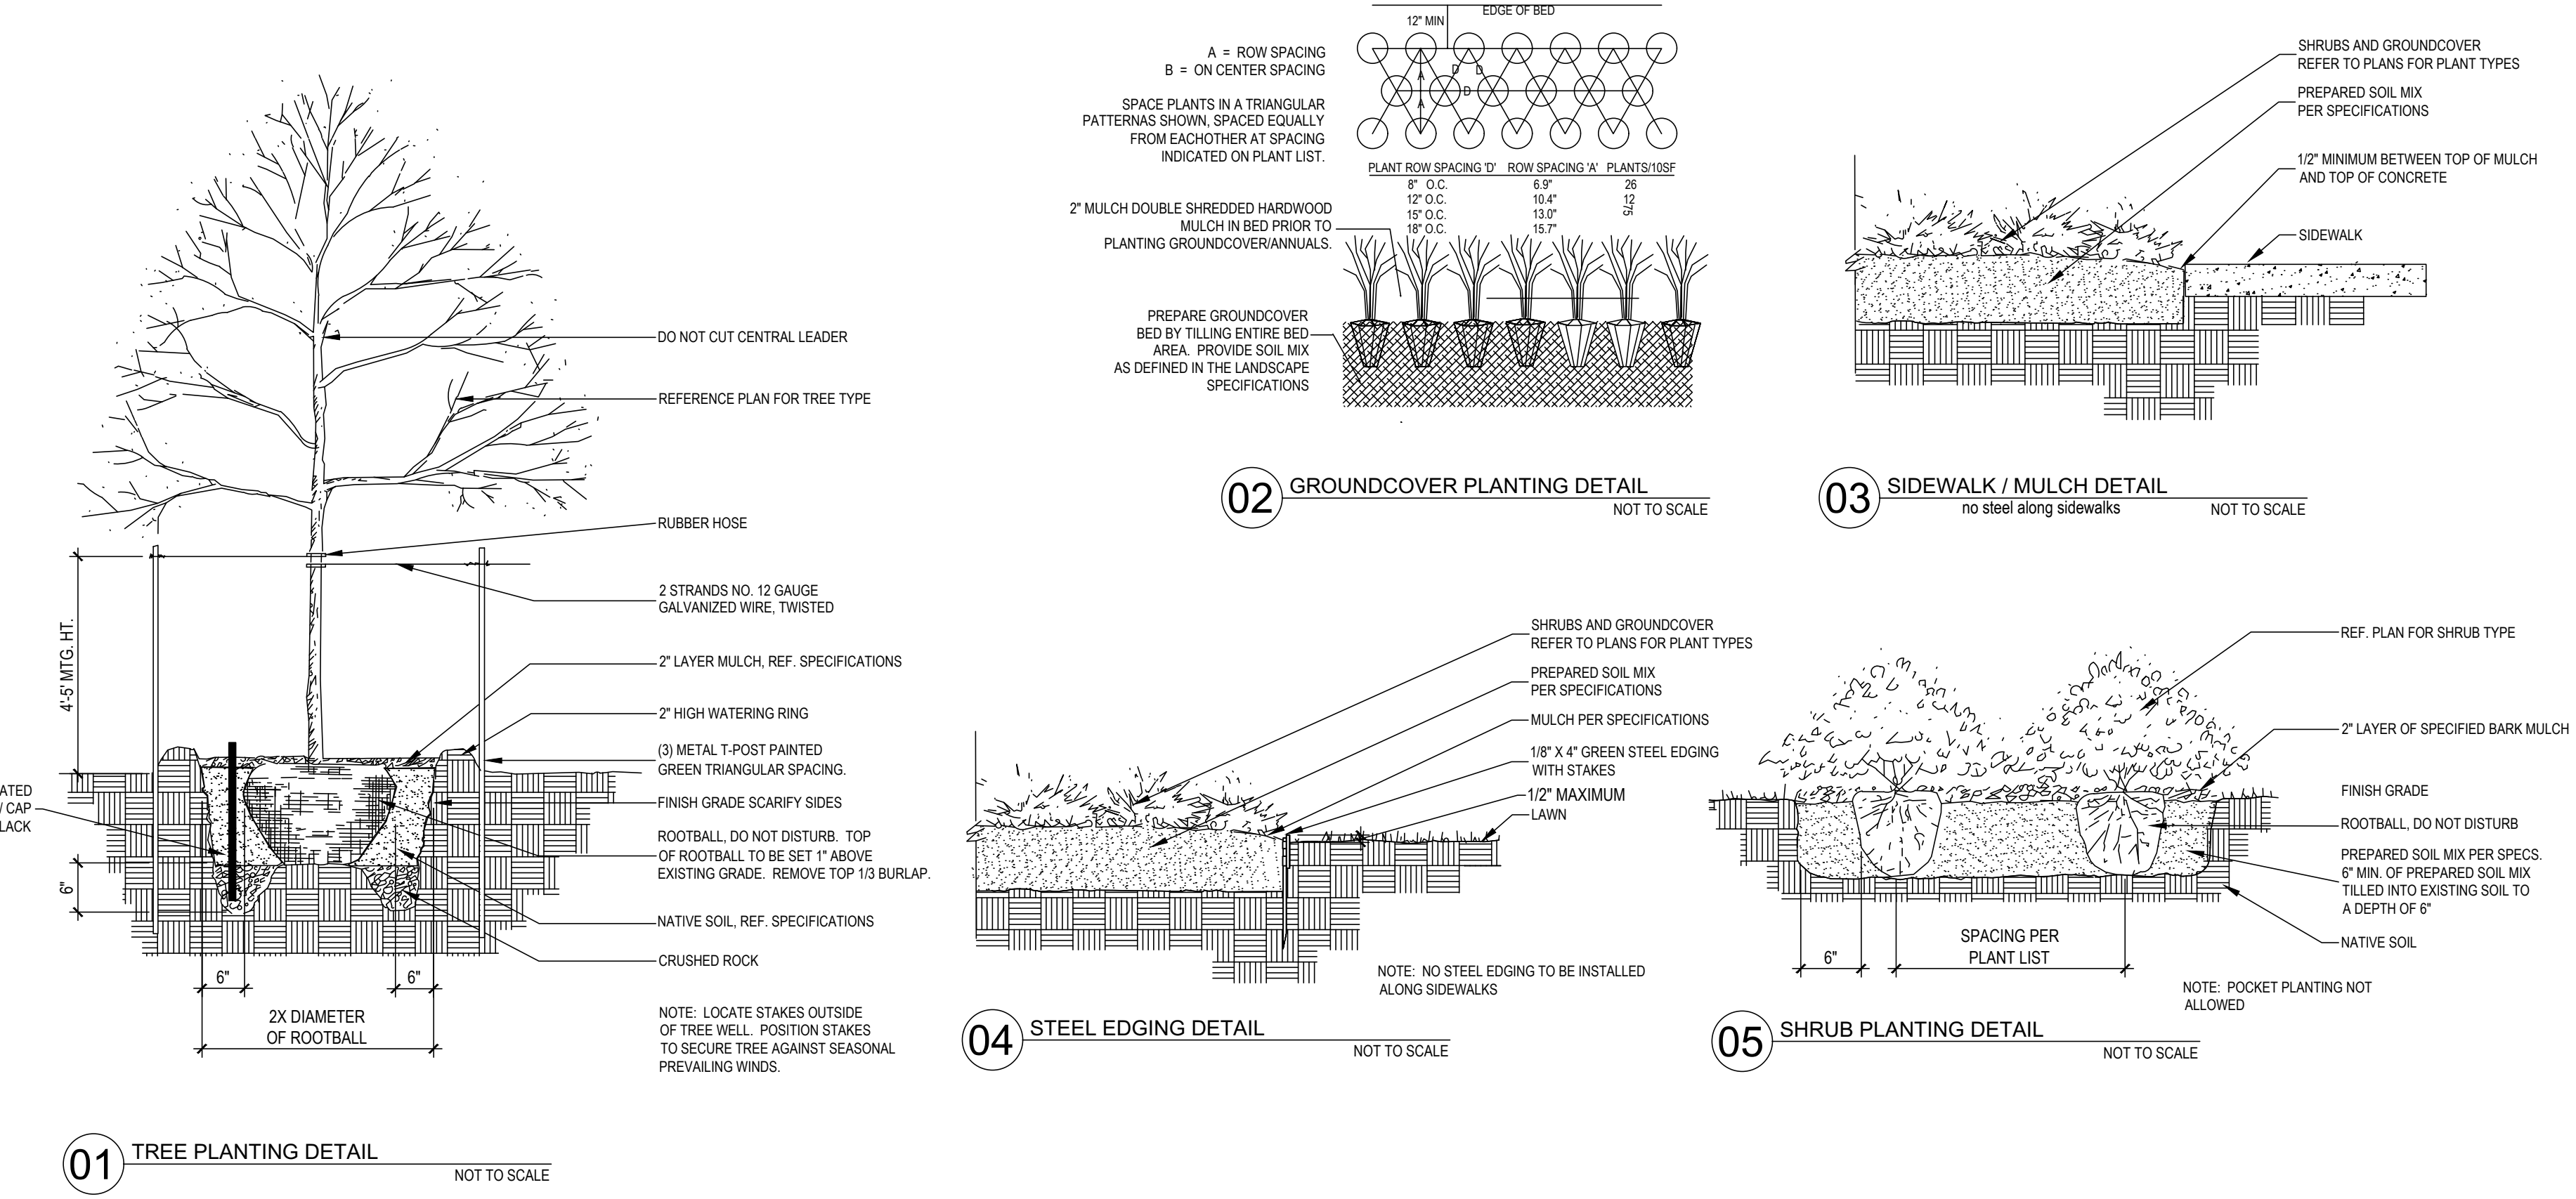 DO NOT CUT CENTRAL LEADER
REFERENCE PLAN FOR TREE TYPE
RUBBER HOSE
2 STRANDS NO. 12 GAUGE
GALVANIZED WIRE, TWISTED
4'-5' MTG. HT.
2" LAYER MULCH, REF. SPECIFICATIONS
2" HIGH WATERING RING
(3) METAL T-POST PAINTED
GREEN TRIANGULAR SPACING.
ATED
/ CAP
LACK
FINISH GRADE SCARIFY SIDES
ROOTBALL, DO NOT DISTURB. TOP
OF ROOTBALL TO BE SET 1" ABOVE
EXISTING GRADE. REMOVE TOP 1/3 BURLAP.
6"
NATIVE SOIL, REF. SPECIFICATIONS
CRUSHED ROCK
6"
6"
2X DIAMETER
OF ROOTBALL
NOTE: LOCATE STAKES OUTSIDE
OF TREE WELL. POSITION STAKES
TO SECURE TREE AGAINST SEASONAL
PREVAILING WINDS.
01 TREE PLANTING DETAIL
NOT TO SCALE
EDGE OF BED
12" MIN
A = ROW SPACING
B = ON CENTER SPACING
A
D
D
D
A
SPACE PLANTS IN A TRIANGULAR
PATTERNAS SHOWN, SPACED EQUALLY
FROM EACHOTHER AT SPACING
INDICATED ON PLANT LIST.
PLANT ROW SPACING 'D' ROW SPACING 'A' PLANTS/10SF
8" O.C. 6.9" 26
12" O.C. 10.4" 12
15" O.C. 13.0"
18" O.C. 15.7"
2" MULCH DOUBLE SHREDDED HARDWOOD
MULCH IN BED PRIOR TO
PLANTING GROUNDCOVER/ANNUALS.
PREPARE GROUNDCOVER
BED BY TILLING ENTIRE BED
AREA. PROVIDE SOIL MIX
AS DEFINED IN THE LANDSCAPE
SPECIFICATIONS
02 GROUNDCOVER PLANTING DETAIL
NOT TO SCALE
SHRUBS AND GROUNDCOVER
REFER TO PLANS FOR PLANT TYPES
PREPARED SOIL MIX
PER SPECIFICATIONS
1/2" MINIMUM BETWEEN TOP OF MULCH
AND TOP OF CONCRETE
SIDEWALK
03 SIDEWALK / MULCH DETAIL
no steel along sidewalks
NOT TO SCALE
SHRUBS AND GROUNDCOVER
REFER TO PLANS FOR PLANT TYPES
PREPARED SOIL MIX
PER SPECIFICATIONS
MULCH PER SPECIFICATIONS
1/8" X 4" GREEN STEEL EDGING
WITH STAKES
1/2" MAXIMUM
LAWN
NOTE: NO STEEL EDGING TO BE INSTALLED
ALONG SIDEWALKS
04 STEEL EDGING DETAIL
NOT TO SCALE
REF. PLAN FOR SHRUB TYPE
2" LAYER OF SPECIFIED BARK MULCH
FINISH GRADE
ROOTBALL, DO NOT DISTURB
PREPARED SOIL MIX PER SPECS.
6" MIN. OF PREPARED SOIL MIX
TILLED INTO EXISTING SOIL TO
A DEPTH OF 6"
NATIVE SOIL
6"
SPACING PER
PLANT LIST
NOTE: POCKET PLANTING NOT
ALLOWED
05 SHRUB PLANTING DETAIL
NOT TO SCALE